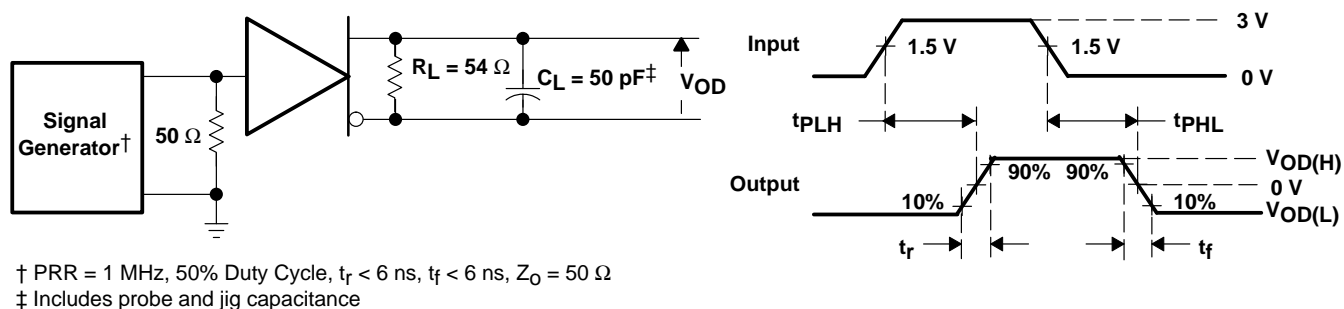 Signal
Generator†
50 Ω
RL = 54 Ω
CL = 50 pF‡
VOD
Input
1.5 V
1.5 V
3 V
0 V
tPLH
tPHL
Output
10%
90%
90%
10%
VOD(H)
0 V
VOD(L)
tr
tf
† PRR = 1 MHz, 50% Duty Cycle, tr < 6 ns, tf < 6 ns, ZO = 50 Ω
‡ Includes probe and jig capacitance